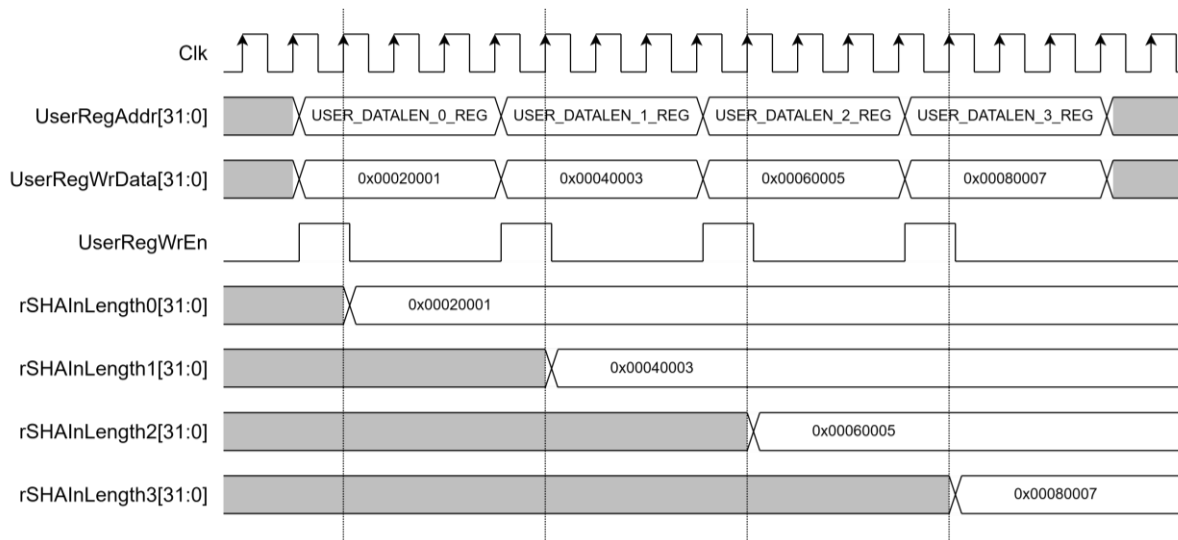 Clk
UserRegAddr[31:0] USER_DATALEN_0_REG USER_DATALEN_1_REG USER_DATALEN_2_REG USER_DATALEN_3_REG
UserRegWrData[31:0] 0x00020001 0x00040003 0x00060005 0x00080007
UserRegWrEn
rSHAInLength0[31:0] 0x00020001
rSHAInLength1[31:0] 0x00040003
rSHAInLength2[31:0] 0x00060005
rSHAInLength3[31:0] 0x00080007